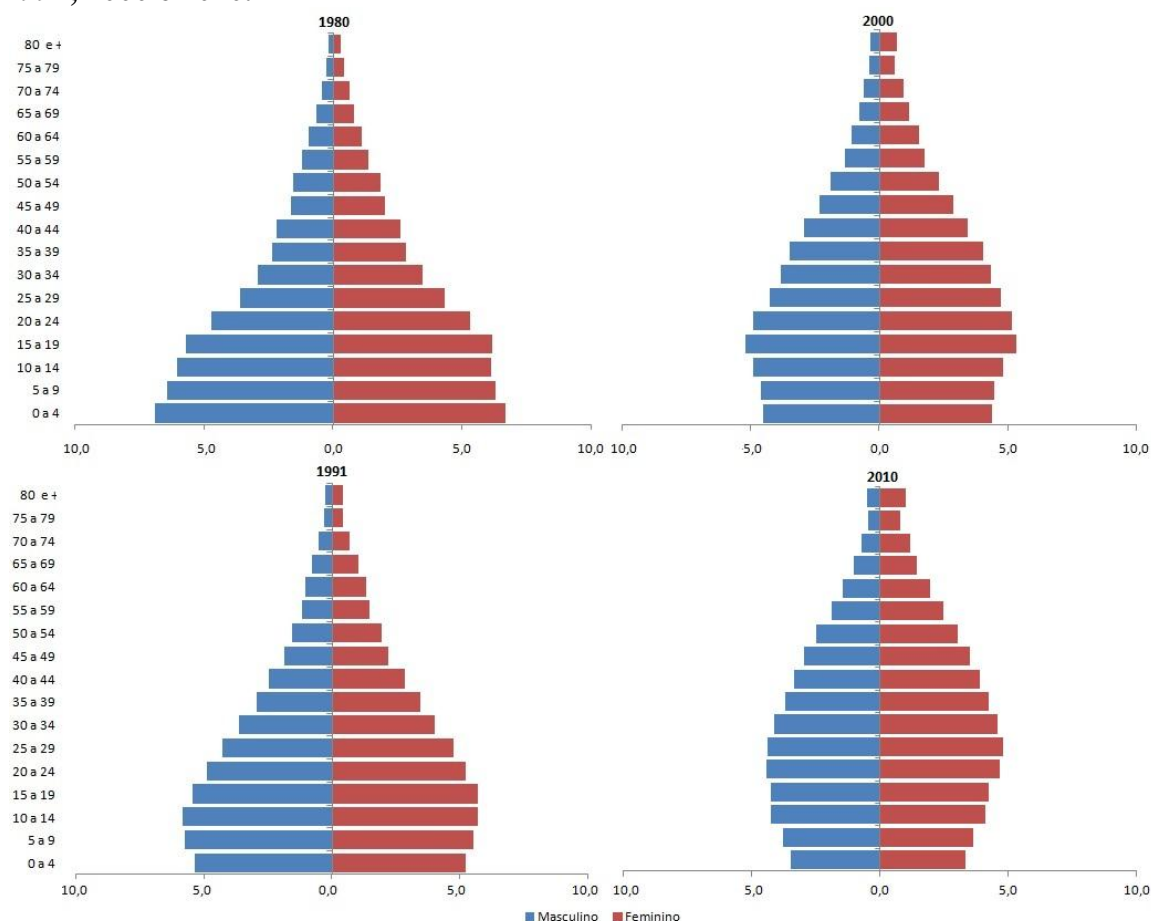 1980
80 e +
75 a 79
70 a 74
65 a 69
60 a 64
55 a 59
50 a 54
45 a 49
40 a 44
35 a 39
30 a 34
25 a 29
20 a 24
15 a 19
10 a 14
5 a 9
0 a 4
10,0 5,0 0,0 5,0 10,0
2000
10,0 5,0 0,0 5,0 10,0
1991
80 e +
75 a 79
70 a 74
65 a 69
60 a 64
55 a 59
50 a 54
45 a 49
40 a 44
35 a 39
30 a 34
25 a 29
20 a 24
15 a 19
10 a 14
5 a 9
0 a 4
10,0 5,0 0,0 5,0 10,0
2010
10,0 5,0 0,0 5,0 10,0
Masculino Feminino